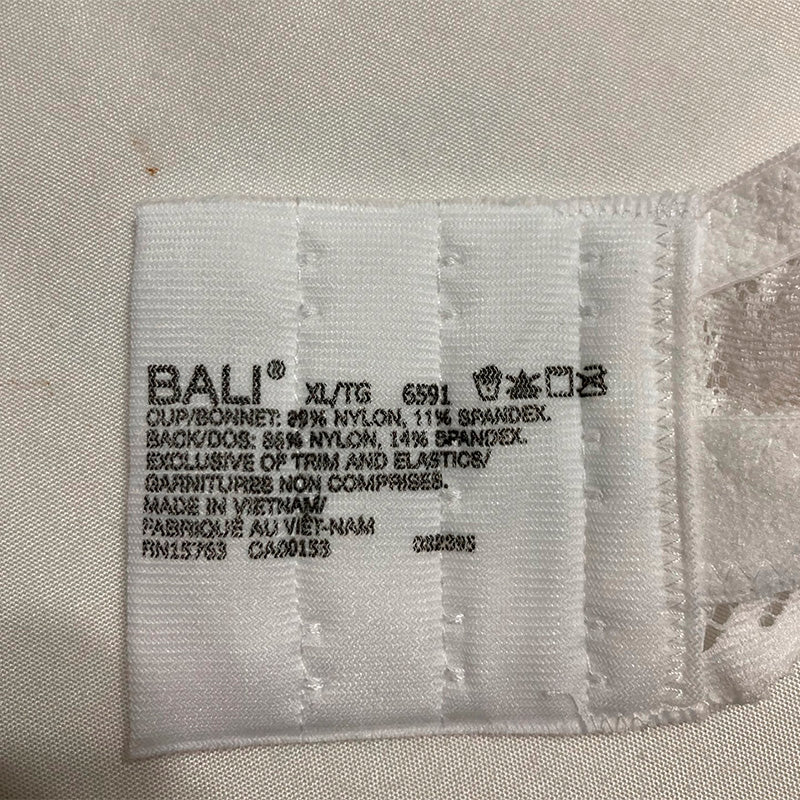 BALI® XL/TG 6591
CUP/BONNET: 89% NYLON, 11% SPANDEX.
BACK/DOS: 86% NYLON, 14% SPANDEX.
EXCLUSIVE OF TRIM AND ELASTICS/
GARNITURES NON COMPRISES.
MADE IN VIETNAM/
FABRIQUÉ AU VIÊT-NAM
RN15763 CA00153